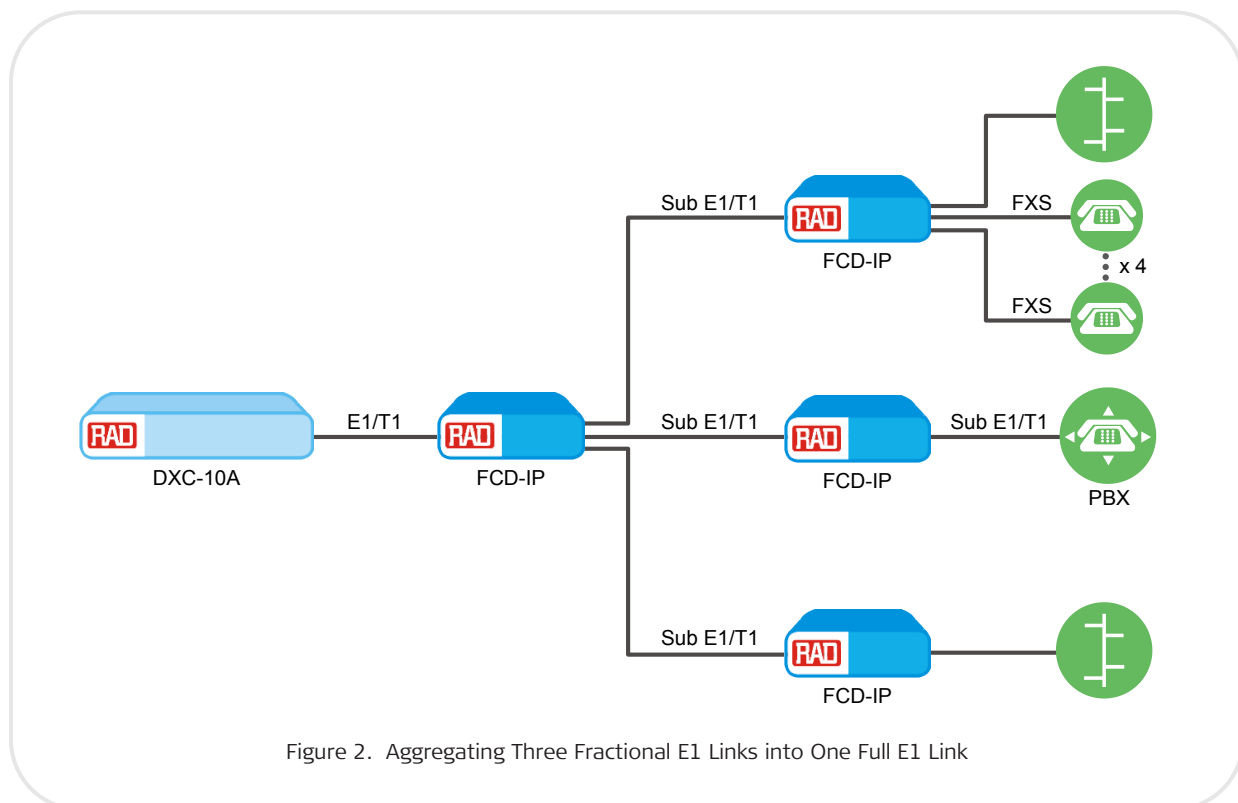 Sub E1/T1
RAD
FCD-IP
FXS
x 4
FXS
RAD
DXC-10A
E1/T1
RAD
FCD-IP
Sub E1/T1
RAD
FCD-IP
Sub E1/T1
PBX
Sub E1/T1
RAD
FCD-IP
Figure 2. Aggregating Three Fractional E1 Links into One Full E1 Link